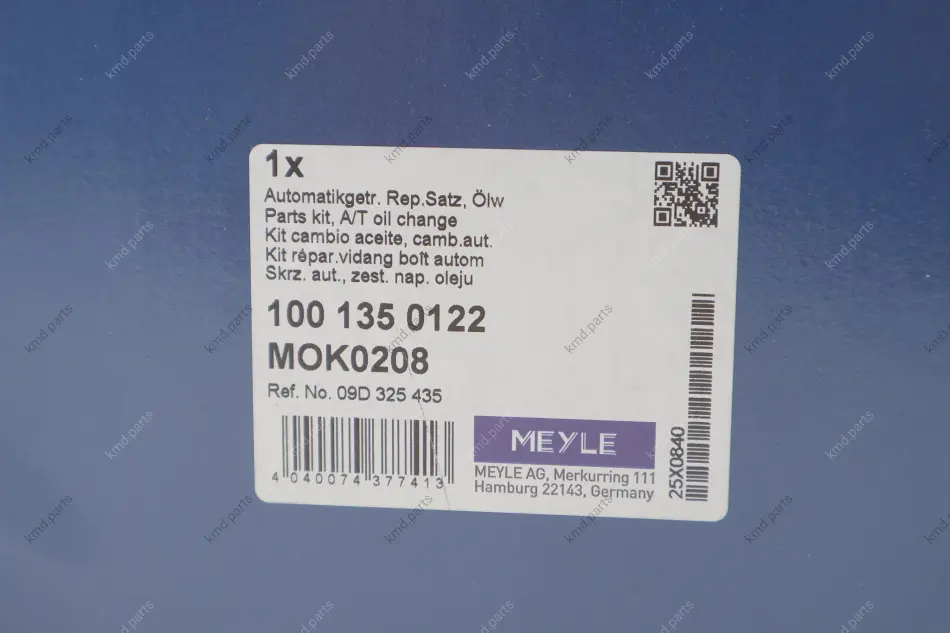 1x
Automatikgetr. Rep.Satz, Ölw
Parts kit, A/T oil change
Kit cambio aceite, camb.aut.
Kit répar.vidang boît autom
Skrz. aut., zest. nap. oleju
100 135 0122
MOK0208
Ref. No. 09D 325 435
4 040074 377413
MEYLE
MEYLE AG, Merkurring 111
Hamburg 22143, Germany
25X0840
kmd.parts